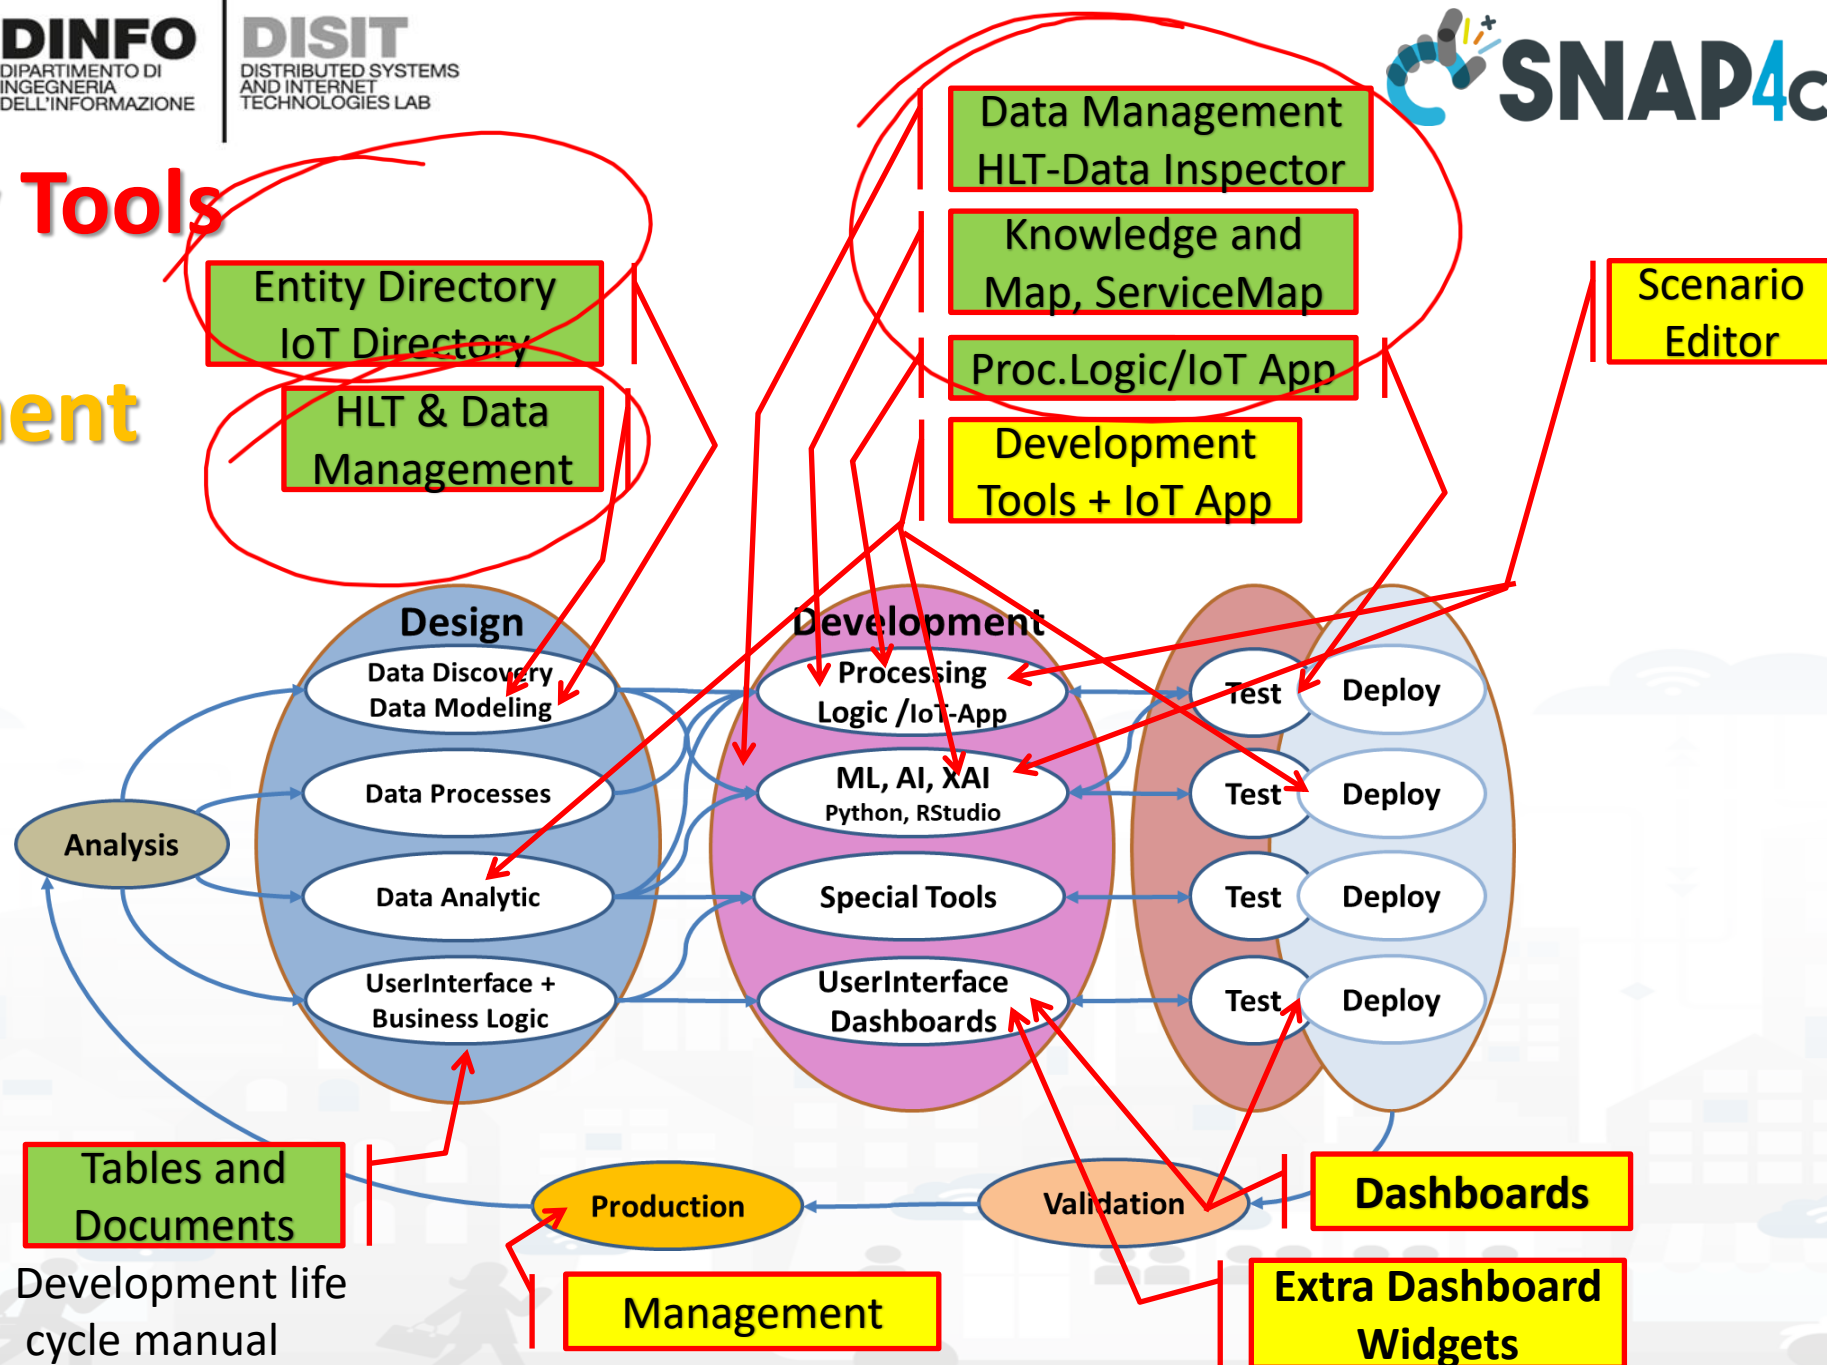 DINFO
DIPARTIMENTO DI
INGEGNERIA
DELL'INFORMAZIONE
DISIT
DISTRIBUTED SYSTEMS
AND INTERNET
TECHNOLOGIES LAB
SNAP4c
Tools
Entity Directory
IoT Directory
HLT & Data
Management
Data Management
HLT-Data Inspector
Knowledge and
Map, ServiceMap
Proc.Logic/IoT App
Development
Tools + IoT App
Scenario
Editor
Design
Data Discovery
Data Modeling
Data Processes
Data Analytic
UserInterface +
Business Logic
Analysis
Development
Processing
Logic /IoT-App
ML, AI, XAI
Python, RStudio
Special Tools
UserInterface
Dashboards
Test
Deploy
Test
Deploy
Test
Deploy
Test
Deploy
Tables and
Documents
Development life
cycle manual
Production
Validation
Management
Dashboards
Extra Dashboard
Widgets